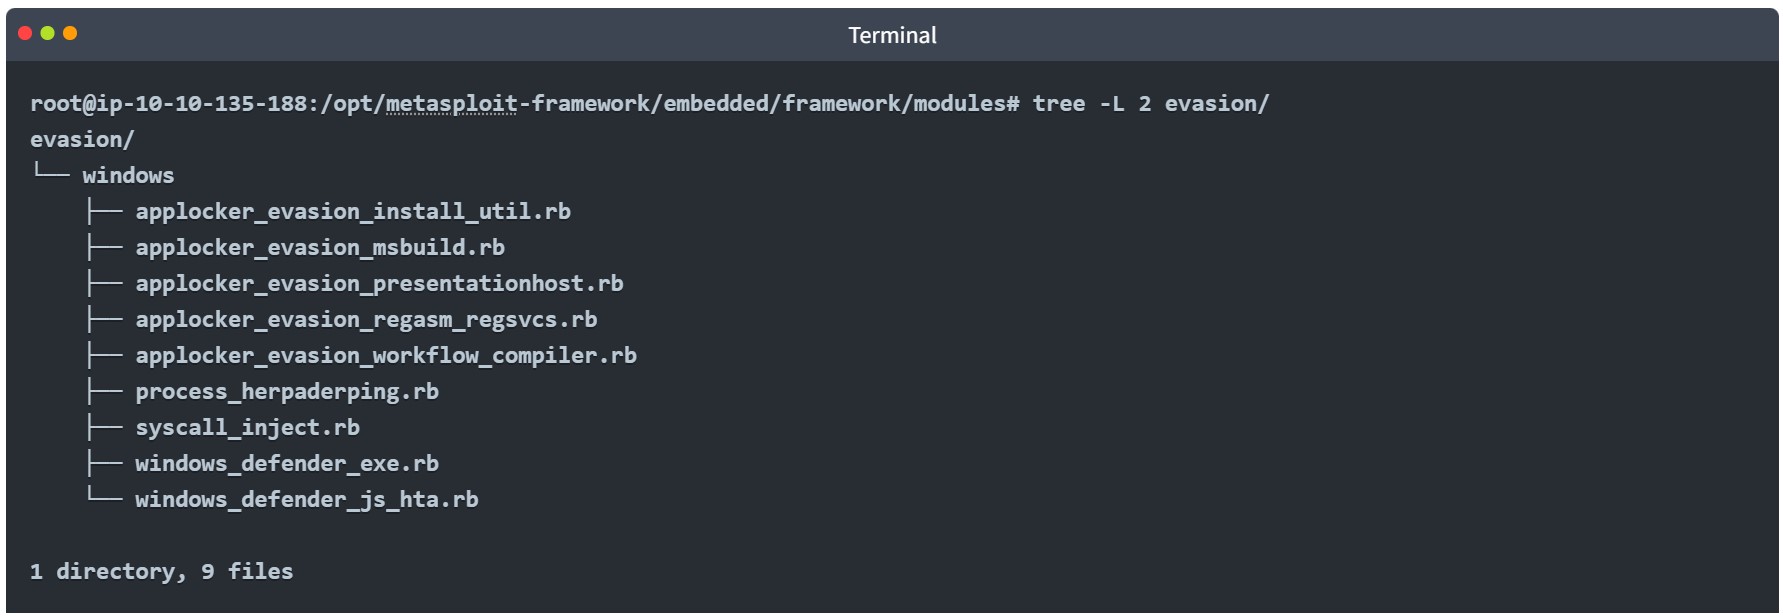 Terminal
root@ip-10-10-135-188:/opt/metasploit-framework/embedded/framework/modules# tree -L 2 evasion/
evasion/
└── windows
    ├── applocker_evasion_install_util.rb
    ├── applocker_evasion_msbuild.rb
    ├── applocker_evasion_presentationhost.rb
    ├── applocker_evasion_regasm_regsvcs.rb
    ├── applocker_evasion_workflow_compiler.rb
    ├── process_herpaderping.rb
    ├── syscall_inject.rb
    ├── windows_defender_exe.rb
    └── windows_defender_js_hta.rb
1 directory, 9 files